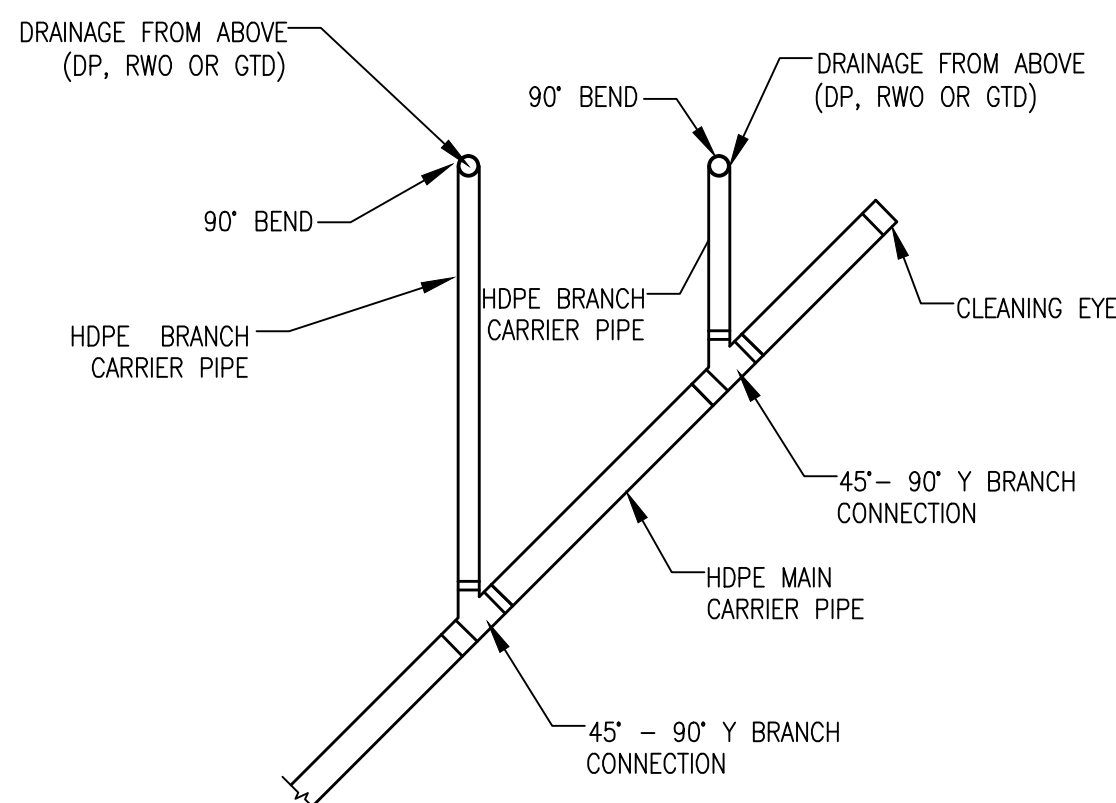 DRAINAGE FROM ABOVE
(DP, RWO OR GTD)
DRAINAGE FROM ABOVE
(DP, RWO OR GTD)
90° BEND
90° BEND
HDPE BRANCH
CARRIER PIPE
HDPE BRANCH
CARRIER PIPE
CLEANING EYE
45°- 90° Y BRANCH
CONNECTION
HDPE MAIN
CARRIER PIPE
45° - 90° Y BRANCH
CONNECTION